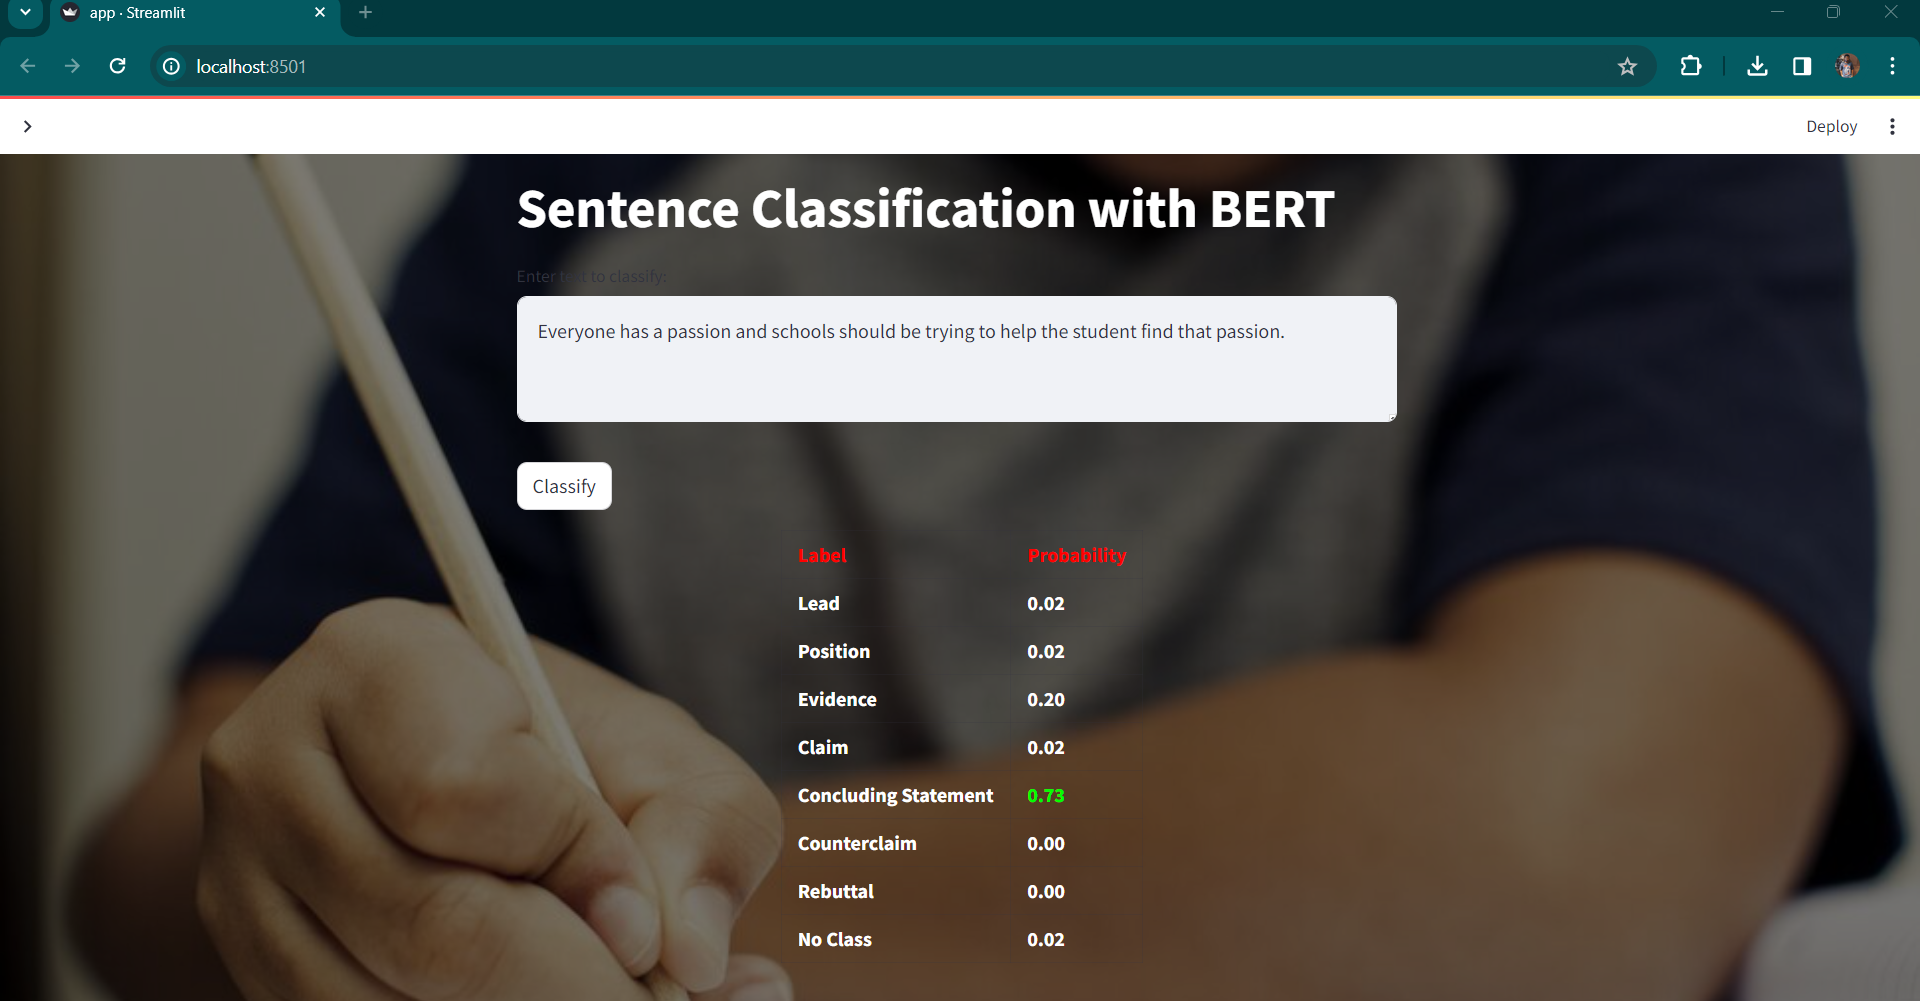 app · Streamlit
localhost:8501
Deploy
Sentence Classification with BERT
Enter text to classify:
Everyone has a passion and schools should be trying to help the student find that passion.
Classify
Label Probability
Lead 0.02
Position 0.02
Evidence 0.20
Claim 0.02
Concluding Statement 0.73
Counterclaim 0.00
Rebuttal 0.00
No Class 0.02